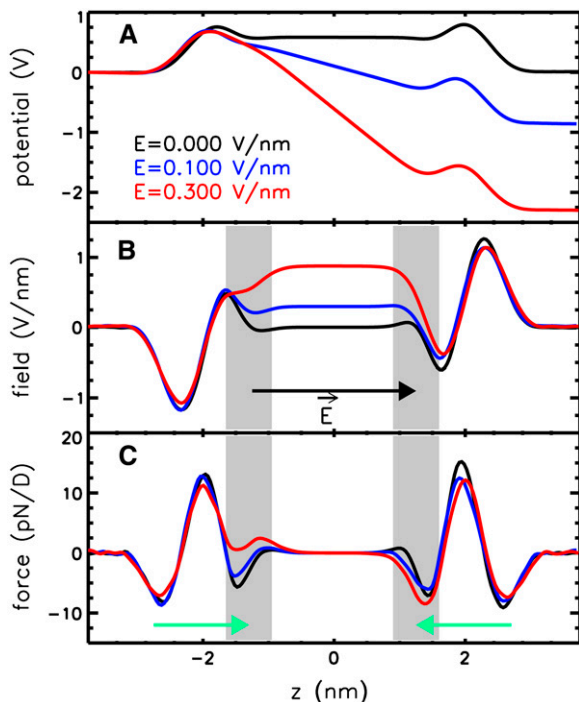 A
potential (V)
1
0
-1
-2
E=0.000 V/nm
E=0.100 V/nm
E=0.300 V/nm
B
field (V/nm)
1
0
-1
E
C
force (pN/D)
20
10
0
-10
-2
0
2
z (nm)